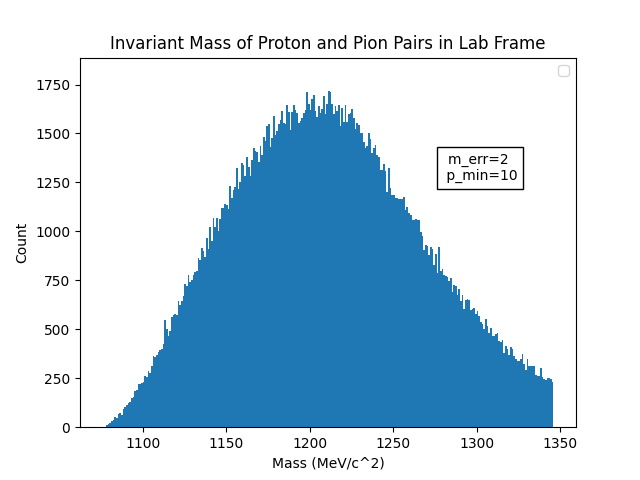 Invariant Mass of Proton and Pion Pairs in Lab Frame
1750
1500
1250
1000
750
500
250
0
Count
m_err=2
p_min=10
1100 1150 1200 1250 1300 1350
Mass (MeV/c^2)